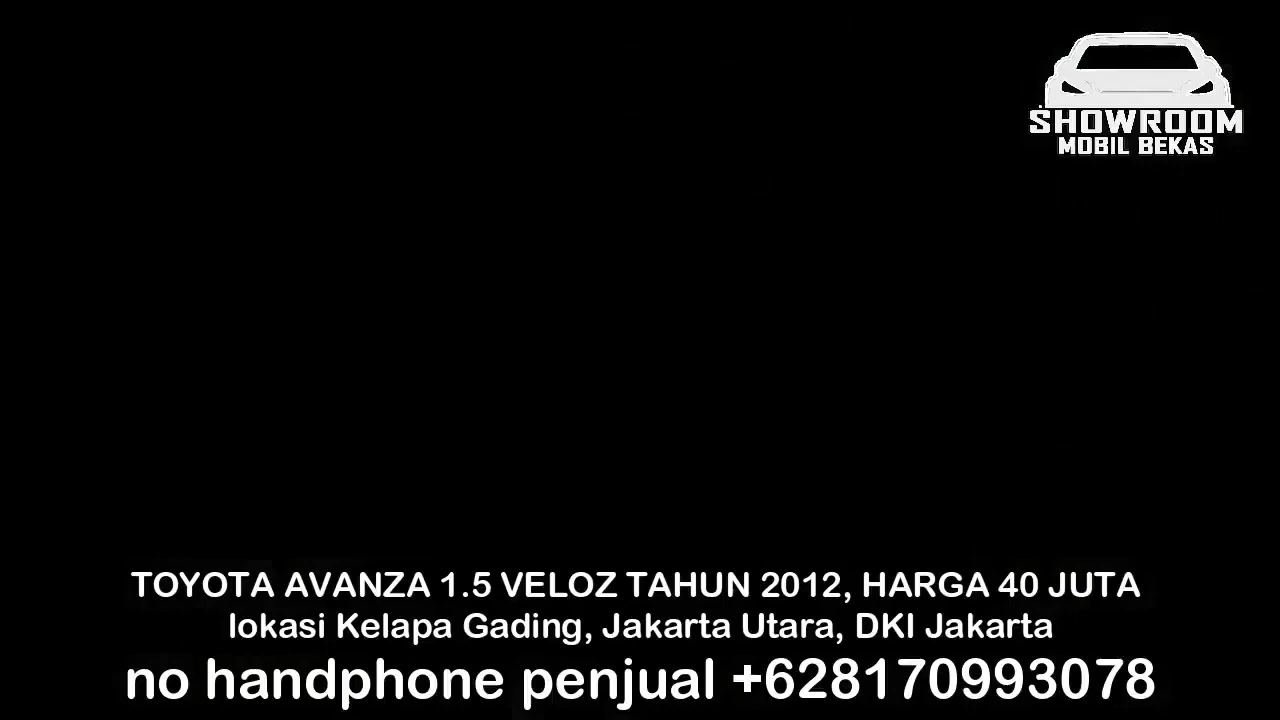 SHOWROOM
MOBIL BEKAS
TOYOTA AVANZA 1.5 VELOZ TAHUN 2012, HARGA 40 JUTA
lokasi Kelapa Gading, Jakarta Utara, DKI Jakarta
no handphone penjual +628170993078